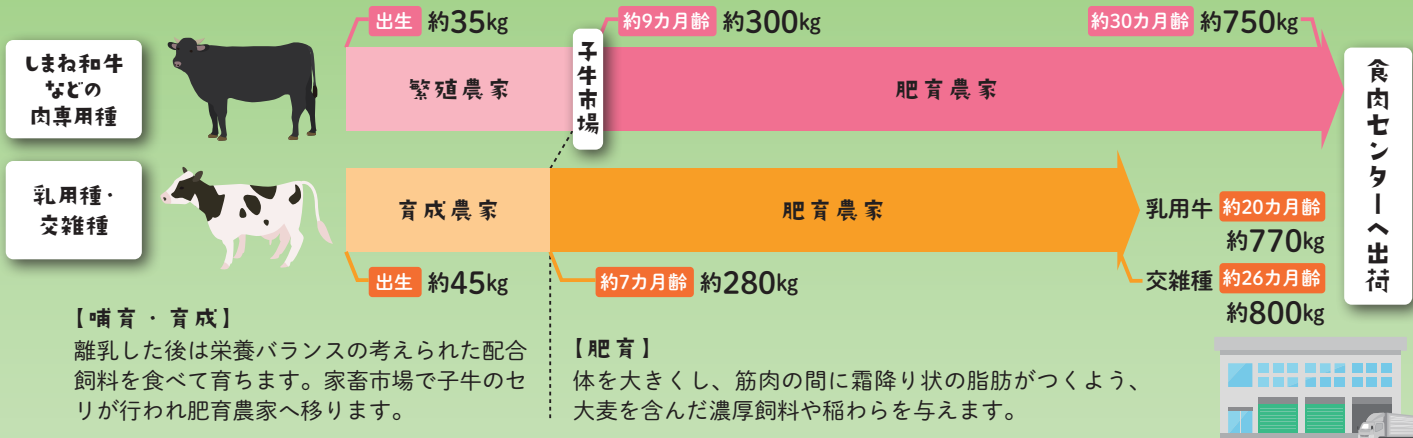 しまね和牛
などの
肉専用種
出生 約35kg
繁殖農家
子牛市場
約9カ月齢 約300kg
肥育農家
約30カ月齢 約750kg
食肉センターへ出荷
乳用種・
交雑種
育成農家
出生 約45kg
約7カ月齢 約280kg
肥育農家
乳用牛 約20カ月齢
約770kg
交雑種 約26カ月齢
約800kg
【哺育・育成】
離乳した後は栄養バランスの考えられた配合
飼料を食べて育ちます。家畜市場で子牛のセ
リが行われ肥育農家へ移ります。
【肥育】
体を大きくし、筋肉の間に霜降り状の脂肪がつくよう、
大麦を含んだ濃厚飼料や稲わらを与えます。